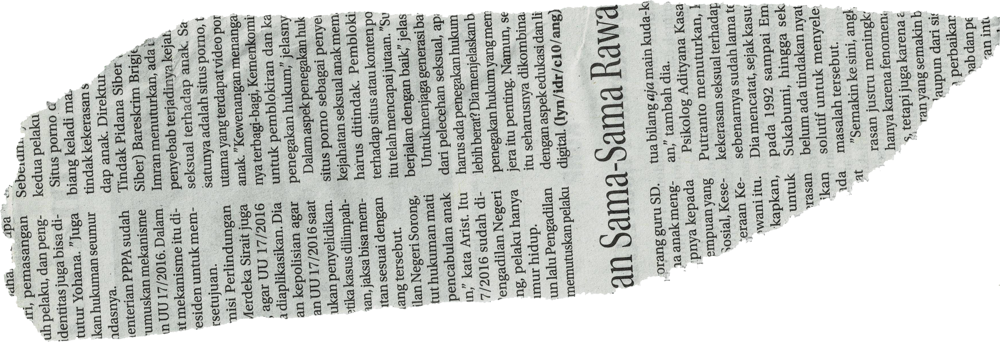 uri, pemasangan
uh pelaku, dan peng-
identitas juga bisa di-
tutur Yohana. ”Juga
kan hukuman seumur
ndasnya.
enterian PPPA sudah
umuskan mekanisme
n UU 17/2016. Dalam
at mekanisme itu di-
esiden untuk mem-
rsetujuan.
misi Perlindungan
Merdeka Sirait juga
, agar UU 17/2016
a diaplikasikan. Dia
an kepolisian agar
an UU 17/2016 saat
ukan penyelidikan.
etika kasus dilimpah-
aan, jaksa bisa mem-
tan sesuai dengan
ang tersebut.
ilan Negeri Sorong,
tut hukuman mati
pencabulan anak
n,” kata Arist. Itu
7/2016 sudah di-
engadilan Negeri
ng, pelaku hanya
umur hidup.
un lalu Pengadilan
memutuskan pelaku
kedua pelaku
Situs porno d
biang keladi ma
tindak kekerasan s
dap anak. Direktur
Tindak Pidana Siber
Siber) Bareskrim Brigje
Imran menuturkan, ada
penyebab terjadinya kejah
seksual terhadap anak. Sa
satunya adalah situs porno, t
utama yang terdapat video por
anak. ”Kewenangan menanga
nya terbagi-bagi, Kemenkomi
untuk pemblokiran dan ka
penegakan hukum,” jelasny
Dalam aspek penegakan huk
situs porno sebagai penye
kejahatan seksual anak mem
harus ditindak. Pembloki
terhadap situs atau konten po
itu telah mencapai jutaan. ”Su
berjalan dengan baik,” jelas
Untuk menjaga generasi ba
dari pelecehan seksual, apa
harus ada penegakan hukum
lebih berat? Dia menjelaskan b
penegakan hukum yang mem
jera itu penting. Namun, se
itu seharusnya dikombina
dengan aspek edukasi dan li
digital. (lyn/idr/c10/ang)
an Sama-Sama Rawa
orang guru SD.
na anak meng-
pnya kepada
empuan yang
Sosial, Kese-
eraan Ke-
wani itu.
kapkan,
untuk
erasan
ikan
nda
at
tua bilang aja main kuda-k
an,” tambah dia.
Psikolog Adityana Kasa
Putranto menuturkan,
kekerasan seksual terhadap
sebenarnya sudah lama te
Dia mencatat, sejak kasus
pada 1992 sampai Em
Sukabumi, hingga sek
belum ada tindakan nyat
solutif untuk menyele
masalah tersebut.
”Semakin ke sini, ang
rasan justru meningk
hanya karena fenomen
s, tetapi juga karena a
ran yang semakin b
aupun dari si
perbaikan
bab dan pe
an int